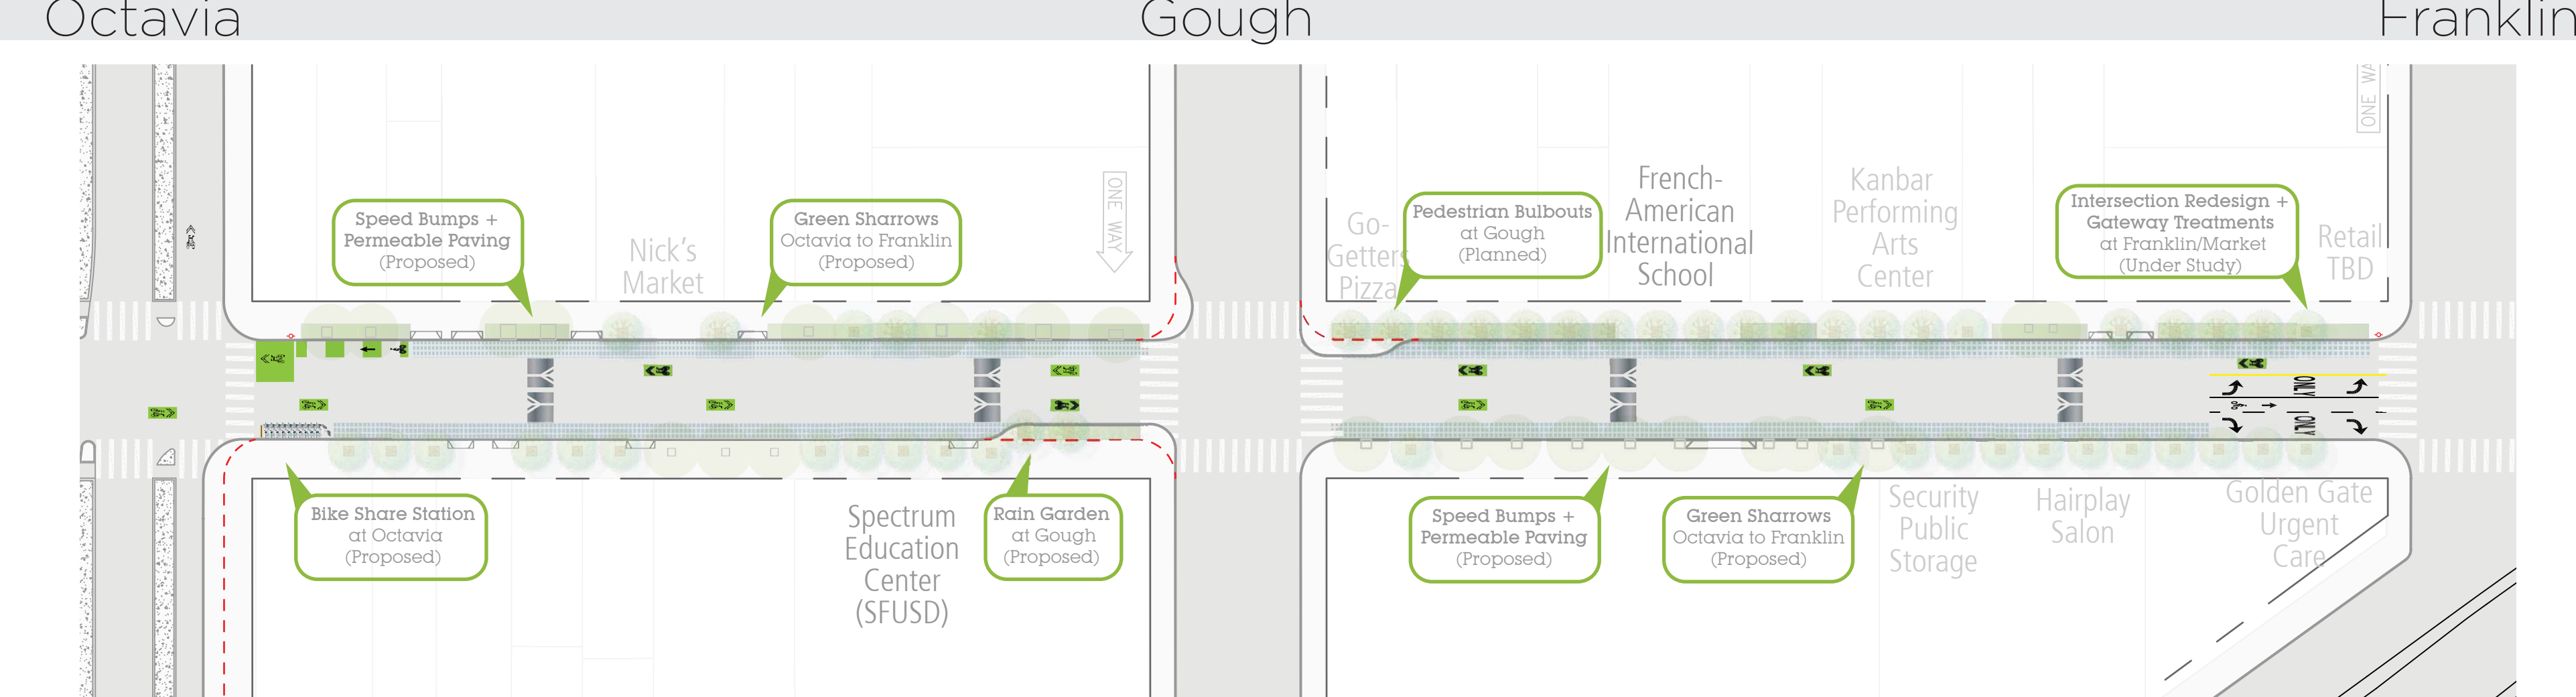 Octavia
Gough
Franklin
Speed Bumps +
Permeable Paving
(Proposed)
Nick's
Market
Green Sharrows
Octavia to Franklin
(Proposed)
ONE WAY
Go-
Getters
Pizza
Pedestrian Bulbouts
at Gough
(Planned)
French-
American
International
School
Kanbar
Performing
Arts
Center
Intersection Redesign +
Gateway Treatments
at Franklin/Market
(Under Study)
Retail
TBD
ONE WA
ONLY
ONLY
Bike Share Station
at Octavia
(Proposed)
Spectrum
Education
Center
(SFUSD)
Rain Garden
at Gough
(Proposed)
Speed Bumps +
Permeable Paving
(Proposed)
Green Sharrows
Octavia to Franklin
(Proposed)
Security
Public
Storage
Hairplay
Salon
Golden Gate
Urgent
Care